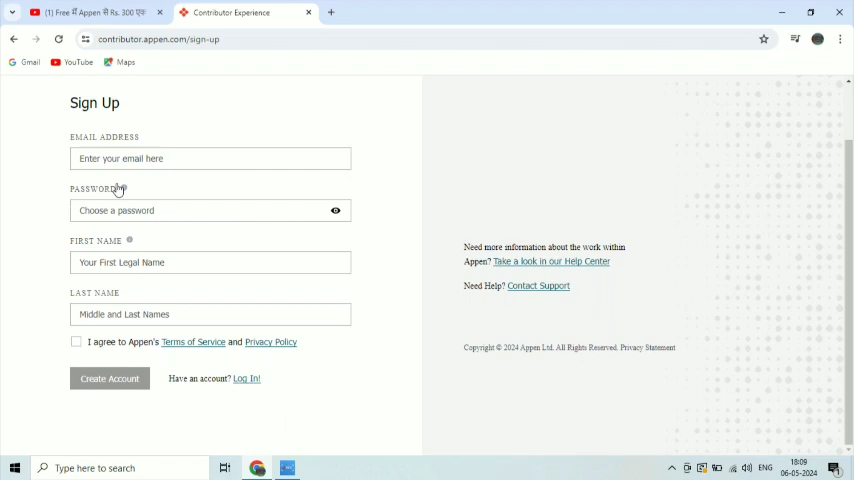 (1) Free में Appen से Rs. 300 एक
Contributor Experience
contributor.appen.com/sign-up
Gmail
YouTube
Maps
Sign Up
EMAIL ADDRESS
Enter your email here
PASSWORD
Choose a password
FIRST NAME
Your First Legal Name
LAST NAME
Middle and Last Names
I agree to Appen's Terms of Service and Privacy Policy
Create Account
Have an account? Log In!
Need more information about the work within
Appen? Take a look in our Help Center
Need Help? Contact Support
Copyright © 2024 Appen Ltd. All Rights Reserved. Privacy Statement
Type here to search
ENG
18:09
06-05-2024
1